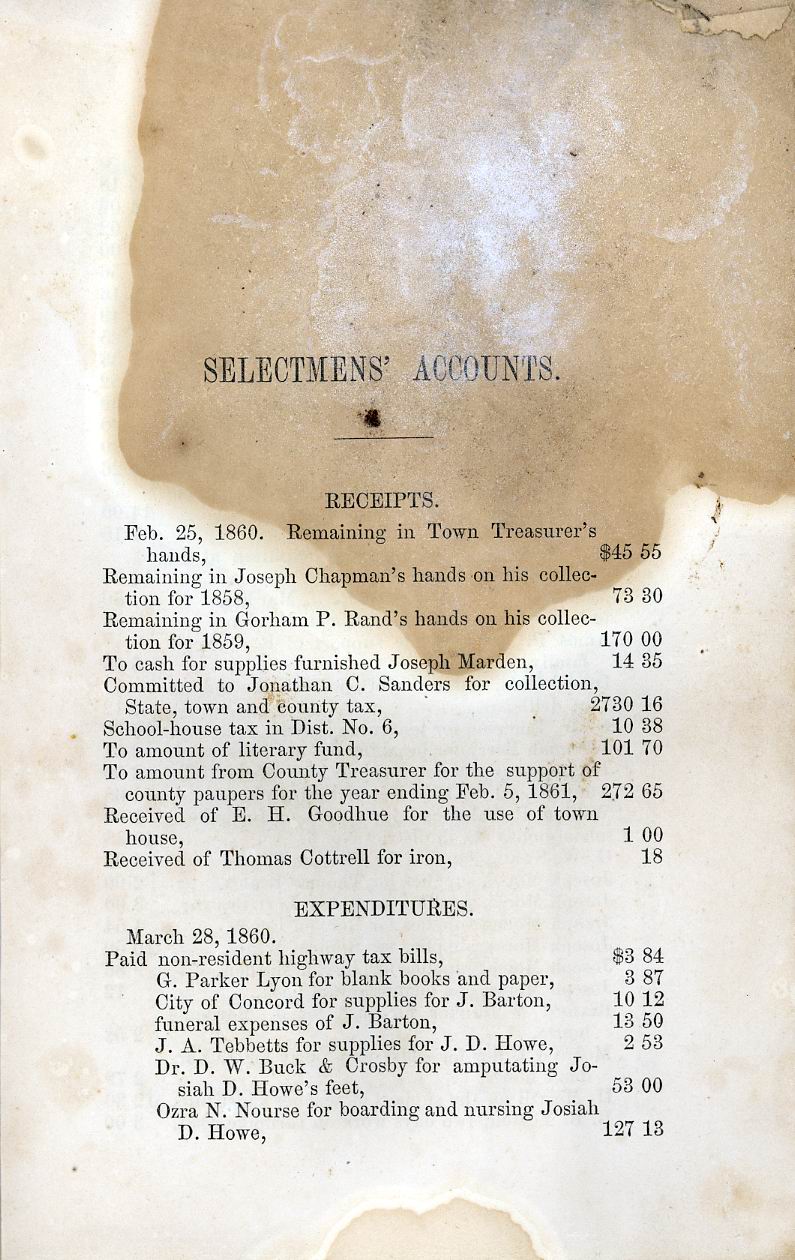 SELECTMENS' ACCOUNTS.
RECEIPTS.
Feb. 25, 1860. Remaining in Town Treasurer's
hands, $45 55
Remaining in Joseph Chapman's hands on his collec-
tion for 1858, 73 30
Remaining in Gorham P. Rand's hands on his collec-
tion for 1859, 170 00
To cash for supplies furnished Joseph Marden, 14 35
Committed to Jonathan C. Sanders for collection,
State, town and county tax, 2730 16
School-house tax in Dist. No. 6, 10 38
To amount of literary fund, 101 70
To amount from County Treasurer for the support of
county paupers for the year ending Feb. 5, 1861, 272 65
Received of E. H. Goodhue for the use of town
house, 1 00
Received of Thomas Cottrell for iron, 18
EXPENDITURES.
March 28, 1860.
Paid non-resident highway tax bills, $3 84
G. Parker Lyon for blank books and paper, 3 87
City of Concord for supplies for J. Barton, 10 12
funeral expenses of J. Barton, 13 50
J. A. Tebbetts for supplies for J. D. Howe, 2 53
Dr. D. W. Buck & Crosby for amputating Jo-
siah D. Howe's feet, 53 00
Ozra N. Nourse for boarding and nursing Josiah
D. Howe, 127 13